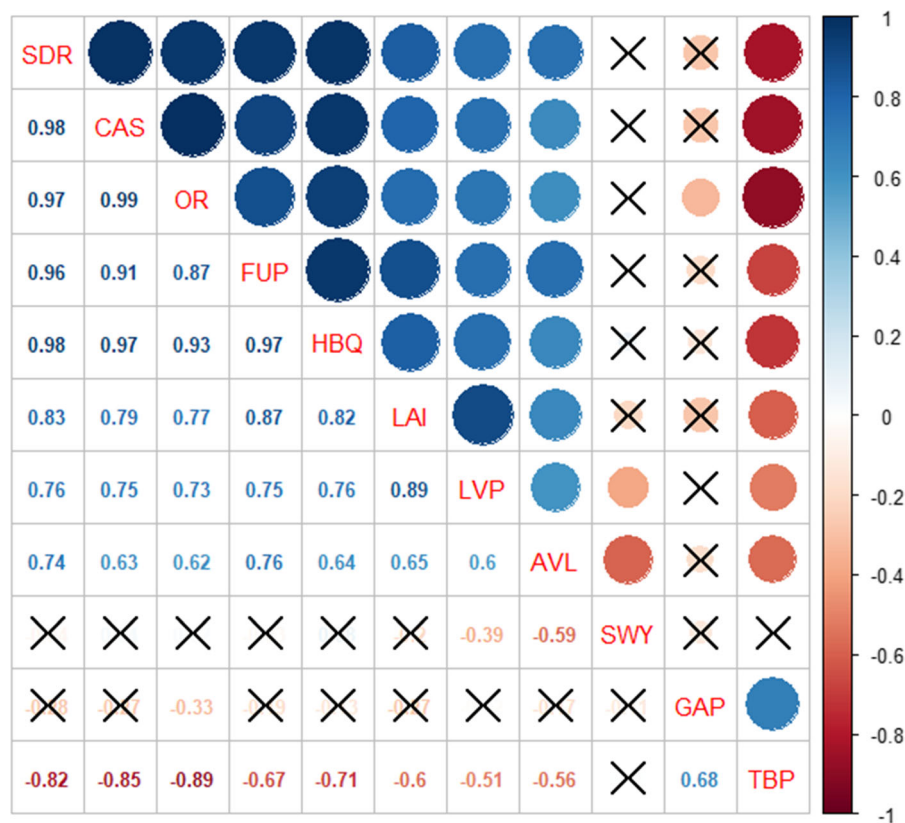 SDR 1
0.98 CAS 0.8
0.97 0.99 OR 0.6
0.96 0.91 0.87 FUP 0.4
0.98 0.97 0.93 0.97 HBQ 0.2
0.83 0.79 0.77 0.87 0.82 LAI 0
0.76 0.75 0.73 0.75 0.76 0.89 LVP -0.2
0.74 0.63 0.62 0.76 0.64 0.65 0.6 AVL -0.4
-0.39 -0.59 SWY -0.6
-0.33 GAP -0.8
-0.82 -0.85 -0.89 -0.67 -0.71 -0.6 -0.51 -0.56 0.68 TBP -1